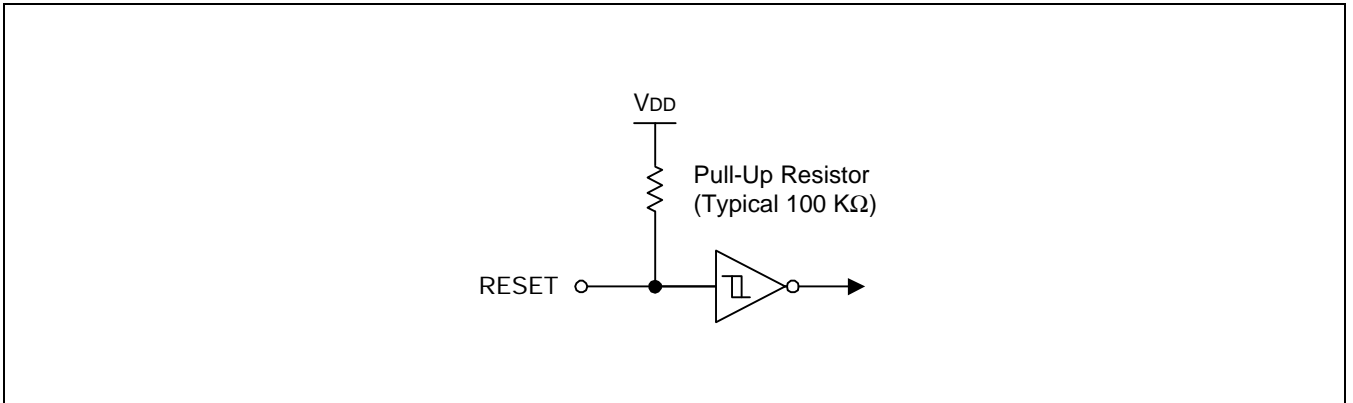 VDD
Pull-Up Resistor
(Typical 100 KΩ)
RESET